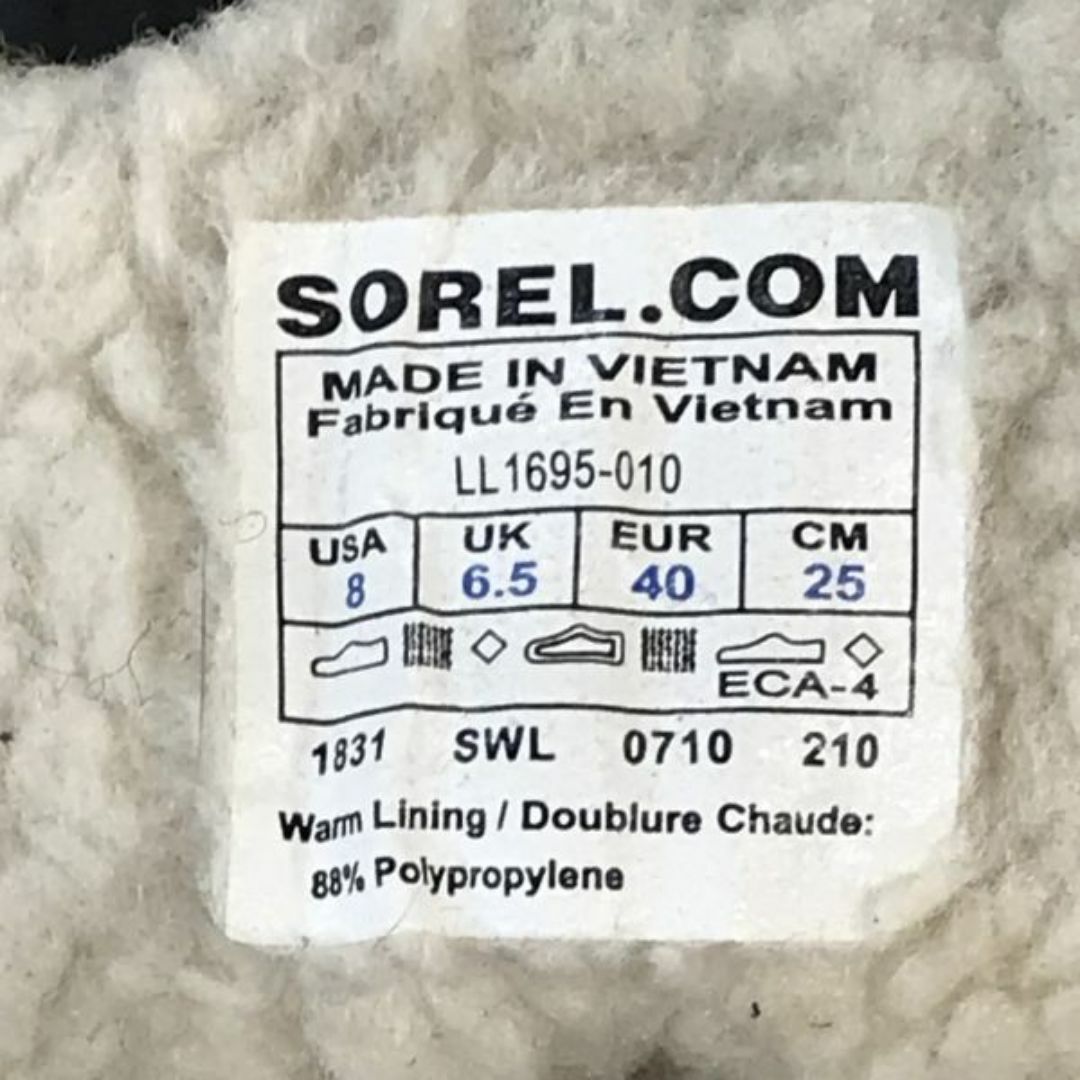 SOREL.COM
MADE IN VIETNAM
Fabriqué En Vietnam
LL1695-010
USA UK EUR CM
8 6.5 40 25
ECA-4
1831 SWL 0710 210
Warm Lining / Doublure Chaude:
88% Polypropylene